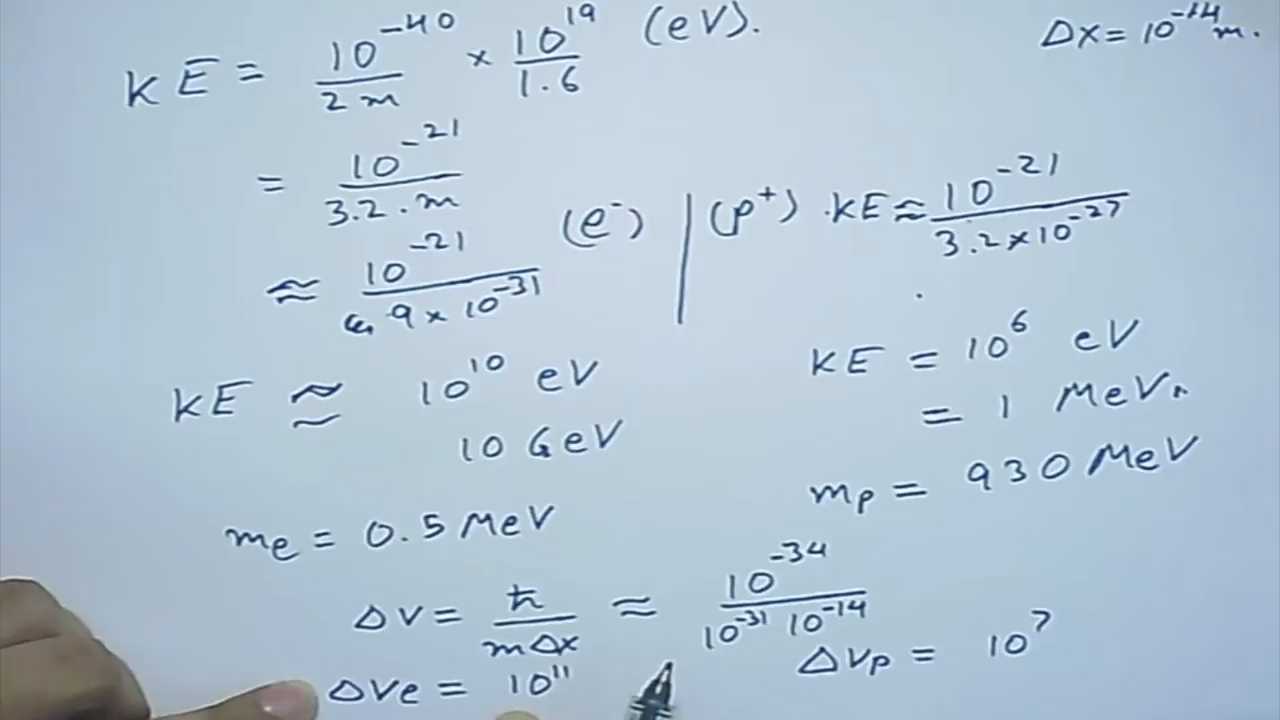 KE = 10^-40 / 2m × 10^19 / 1.6 (eV). Δx = 10^-14 m.
= 10^-21 / 3.2 . m
≈ 10^-21 / 9 × 10^-31 (e^-) | (p^+) . KE ≈ 10^-21 / 3.2 × 10^-27
KE ≈ 10^10 eV
10 GeV
KE = 10^6 eV
= 1 MeV
me = 0.5 MeV
mp = 930 MeV
Δv = ħ / mΔx ≈ 10^-34 / 10^-31 10^-14
Δve = 10^11
Δvp = 10^7